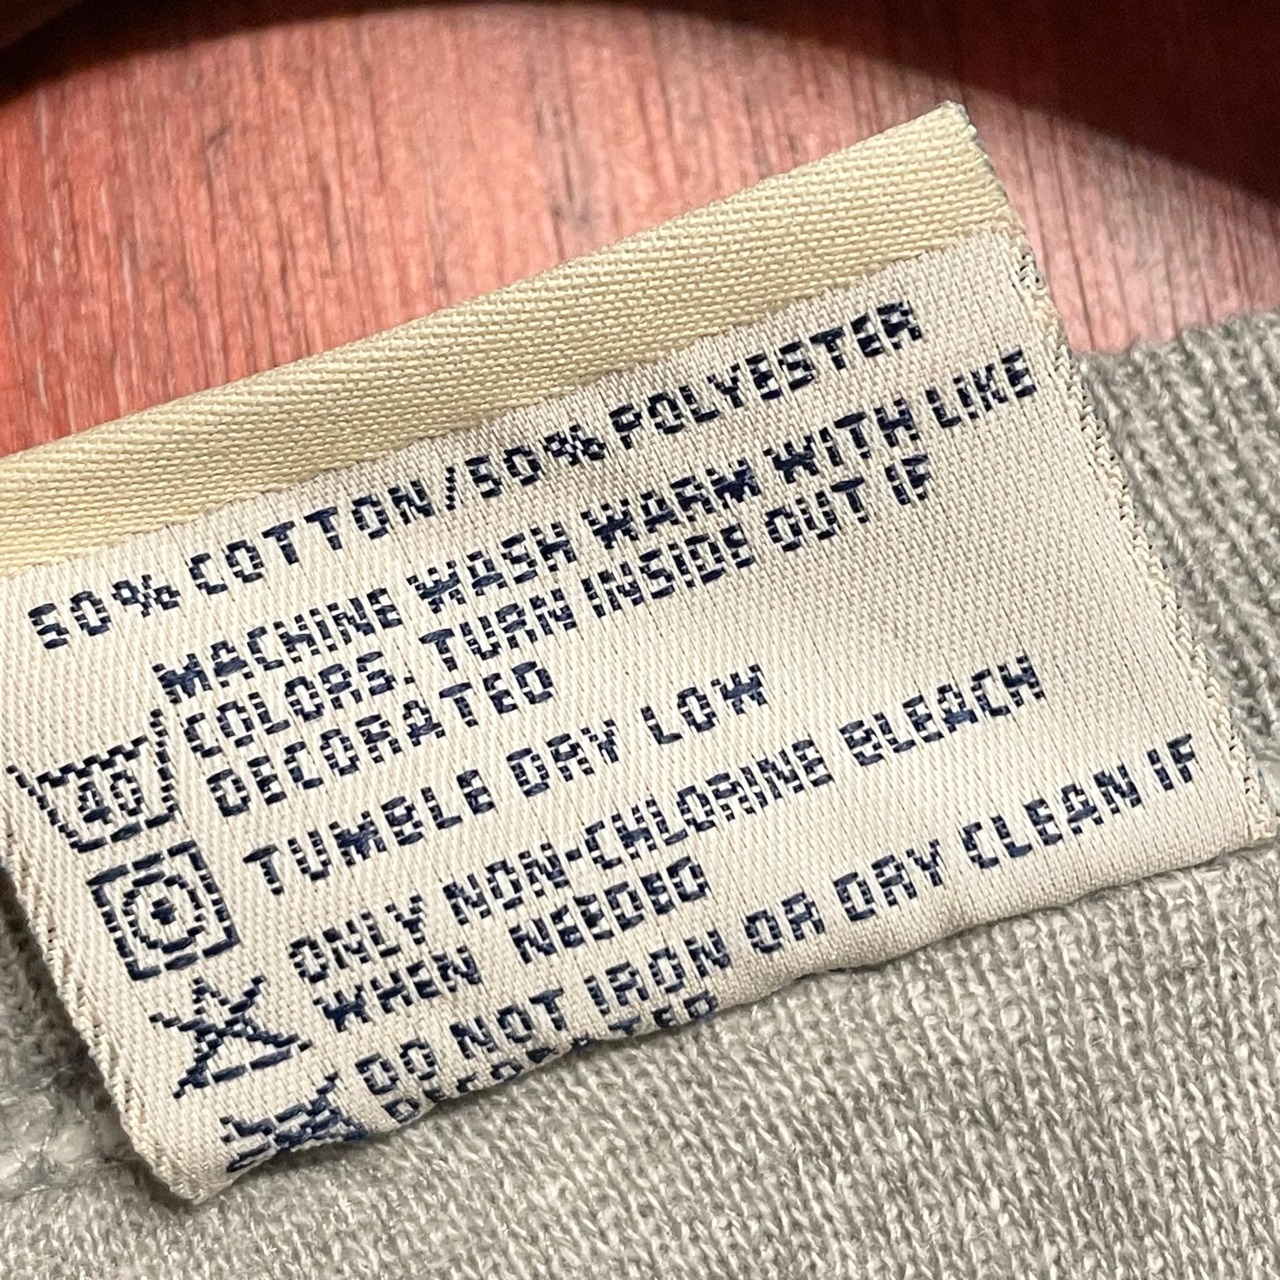 50% COTTON/50% POLYESTER
MACHINE WASH WARM WITH LIKE
COLORS. TURN INSIDE OUT IF
DECORATED
40
TUMBLE DRY LOW
ONLY NON-CHLORINE BLEACH
WHEN NEEDED
DO NOT IRON OR DRY CLEAN IF
DECORATED